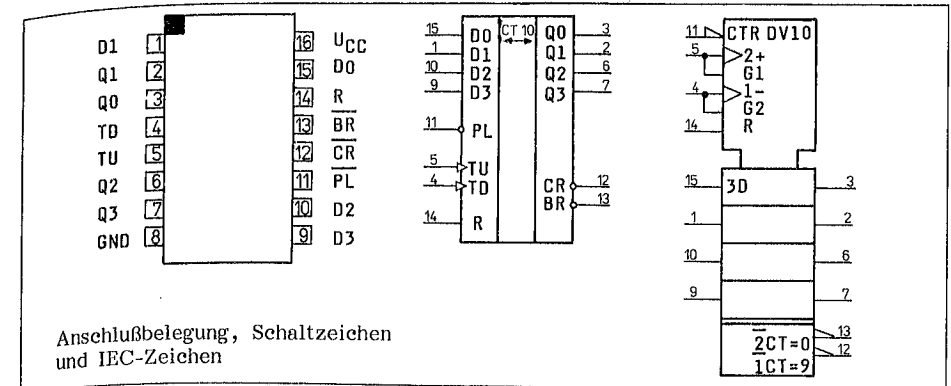 D1 1
Q1 2
Q0 3
TD 4
TU 5
Q2 6
Q3 7
GND 8
16 UCC
15 D0
14 R
13 BR
12 CR
11 PL
10 D2
9 D3
15 D0 CT 10 Q0 3
1 D1 Q1 2
10 D2 Q2 6
9 D3 Q3 7
11 PL
5 TU
4 TD
CR 12
BR 13
14 R
11 CTR DV10
5 2+
G1
4 1-
G2
14 R
15 3D 3
1 2
10 6
9 7
2CT=0 13
1CT=9 12
Anschlußbelegung, Schaltzeichen
und IEC-Zeichen